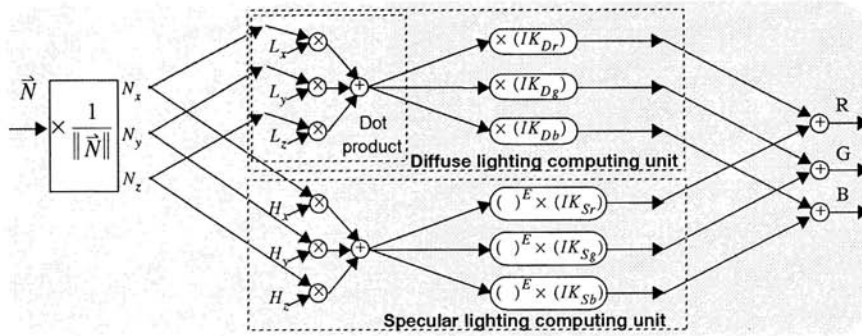 N⃗
× 1 / ‖N⃗‖
N_x
N_y
N_z
L_x ⊗
L_y ⊗
L_z ⊗
⊕
Dot
product
× (IK_Dr)
× (IK_Dg)
× (IK_Db)
Diffuse lighting computing unit
H_x ⊗
H_y ⊗
H_z ⊗
⊕
( )^E × (IK_Sr)
( )^E × (IK_Sg)
( )^E × (IK_Sb)
Specular lighting computing unit
⊕ R
⊕ G
⊕ B